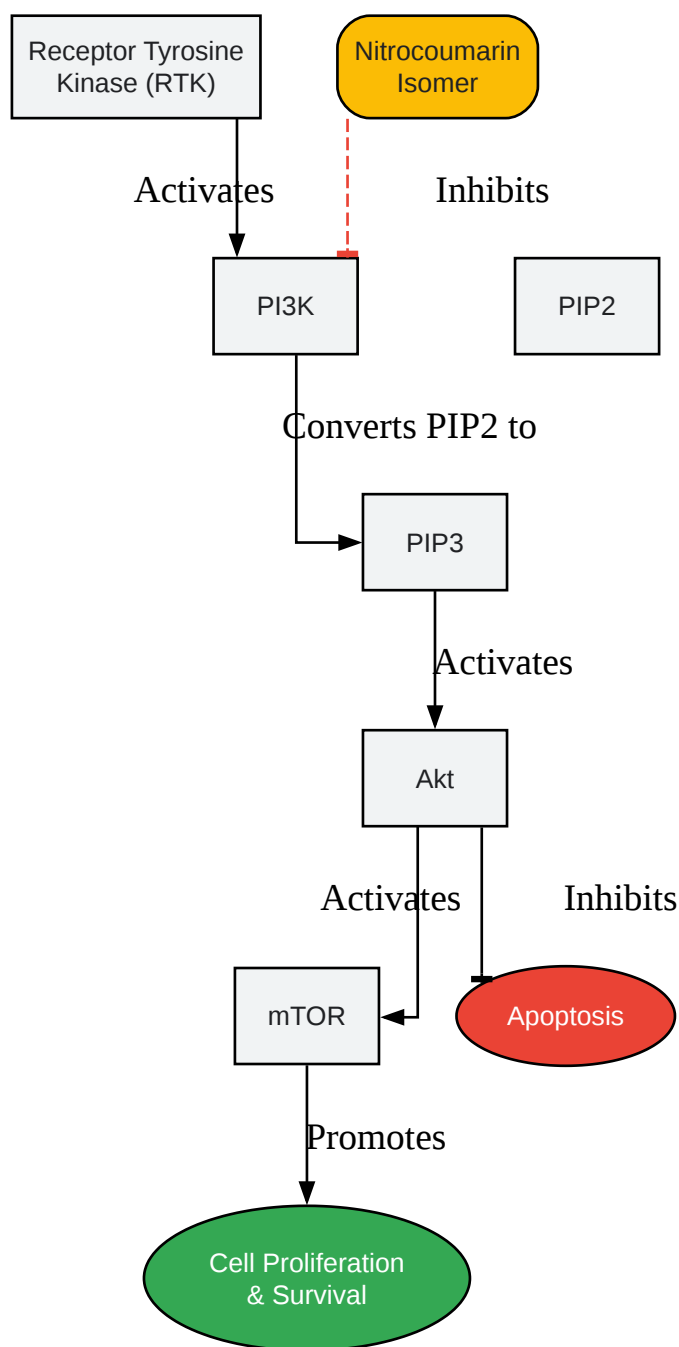 Receptor Tyrosine
Kinase (RTK)
Nitrocoumarin
Isomer
Activates
Inhibits
PI3K
PIP2
Converts PIP2 to
PIP3
Activates
Akt
Activates
Inhibits
mTOR
Apoptosis
Promotes
Cell Proliferation
& Survival